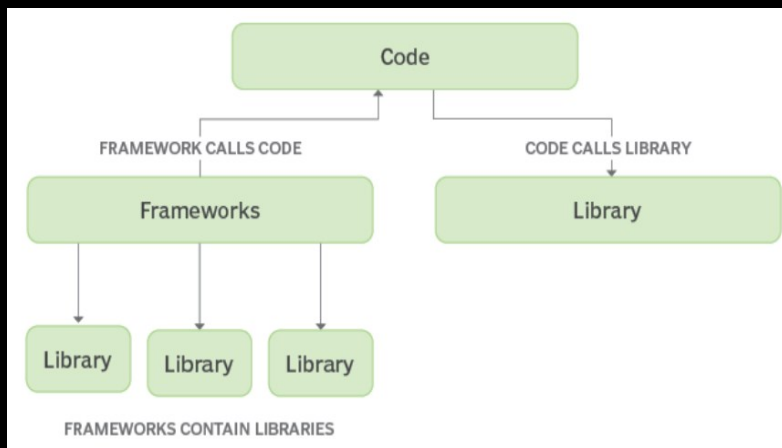 Code
FRAMEWORK CALLS CODE
CODE CALLS LIBRARY
Frameworks
Library
Library
Library
Library
FRAMEWORKS CONTAIN LIBRARIES